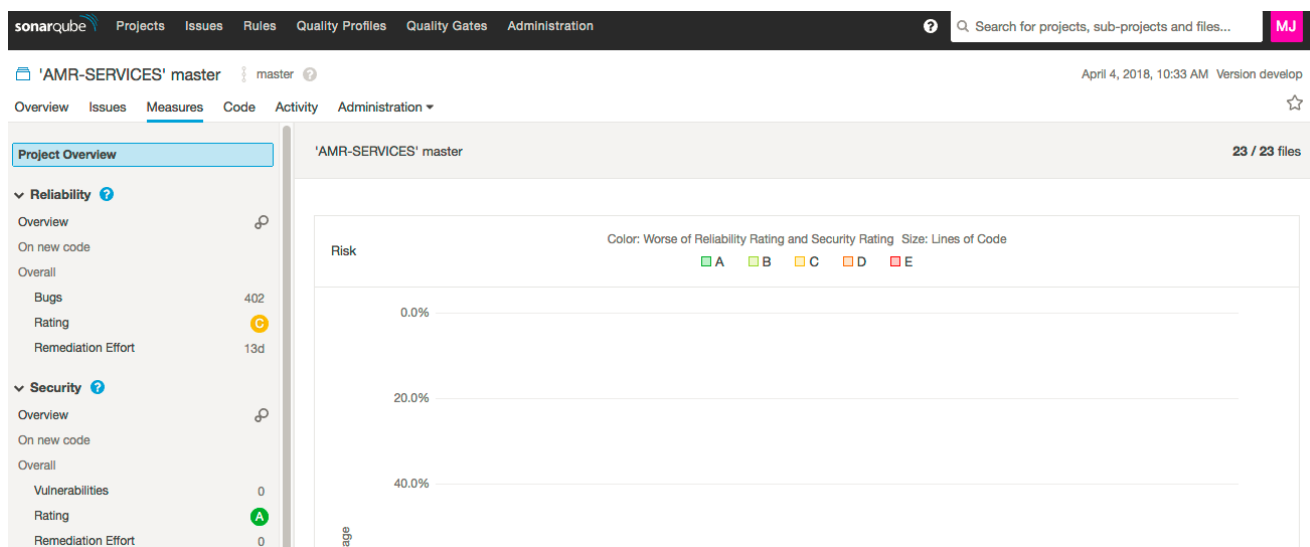 sonarqube Projects Issues Rules Quality Profiles Quality Gates Administration ? Search for projects, sub-projects and files... MJ
'AMR-SERVICES' master master ? April 4, 2018, 10:33 AM Version develop
Overview Issues Measures Code Activity Administration
Project Overview
'AMR-SERVICES' master 23 / 23 files
Reliability ?
Overview
On new code
Overall
Bugs 402
Rating C
Remediation Effort 13d
Security ?
Overview
On new code
Overall
Vulnerabilities 0
Rating A
Remediation Effort 0
Risk
Color: Worse of Reliability Rating and Security Rating Size: Lines of Code
A B C D E
0.0%
20.0%
40.0%